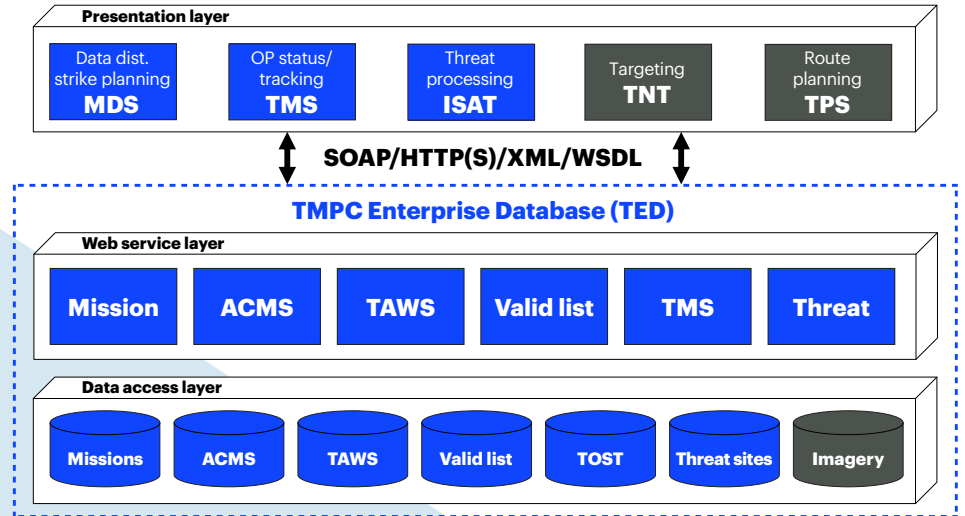 Presentation layer
Data dist.
strike planning
MDS
OP status/
tracking
TMS
Threat
processing
ISAT
Targeting
TNT
Route
planning
TPS
SOAP/HTTP(S)/XML/WSDL
TMPC Enterprise Database (TED)
Web service layer
Mission
ACMS
TAWS
Valid list
TMS
Threat
Data access layer
Missions
ACMS
TAWS
Valid list
TOST
Threat sites
Imagery